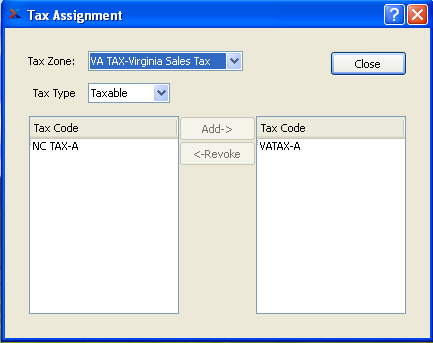 Tax Assignment
Tax Zone: VA TAX-Virginia Sales Tax
Close
Tax Type Taxable
Tax Code Add-> Tax Code
NC TAX-A <-Revoke VATAX-A